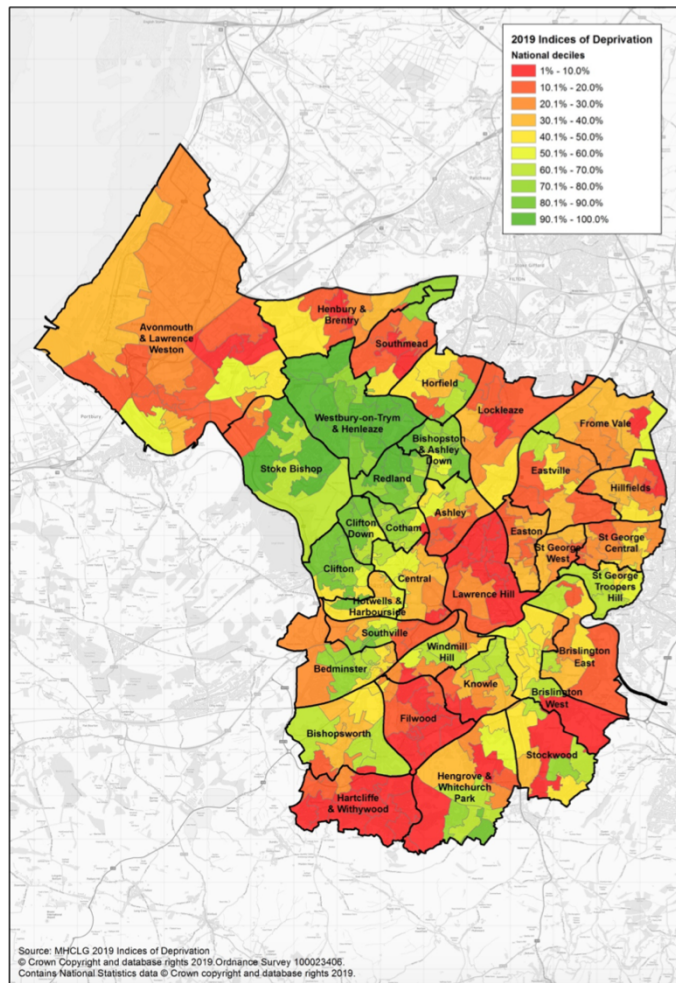 2019 Indices of Deprivation
National deciles
1% - 10.0%
10.1% - 20.0%
20.1% - 30.0%
30.1% - 40.0%
40.1% - 50.0%
50.1% - 60.0%
60.1% - 70.0%
70.1% - 80.0%
80.1% - 90.0%
90.1% - 100.0%
Avonmouth
& Lawrence
Weston
Henbury &
Brentry
Southmead
Horfield
Lockleaze
Frome Vale
Westbury-on-Trym
& Henleaze
Bishopston
& Ashley
Down
Stoke Bishop
Redland
Eastville
Hillfields
Clifton
Down
Cotham
Ashley
Easton
St George
West
St George
Central
Clifton
Central
Lawrence Hill
St George
Troopers
Hill
Hotwells &
Harbourside
Southville
Windmill
Hill
Brislington
East
Bedminster
Knowle
Brislington
West
Bishopsworth
Filwood
Stockwood
Hengrove &
Whitchurch
Park
Hartcliffe
& Withywood
Portbury
Source: MHCLG 2019 Indices of Deprivation
© Crown Copyright and database rights 2019.Ordnance Survey 100023406.
Contains National Statistics data © Crown copyright and database rights 2019.